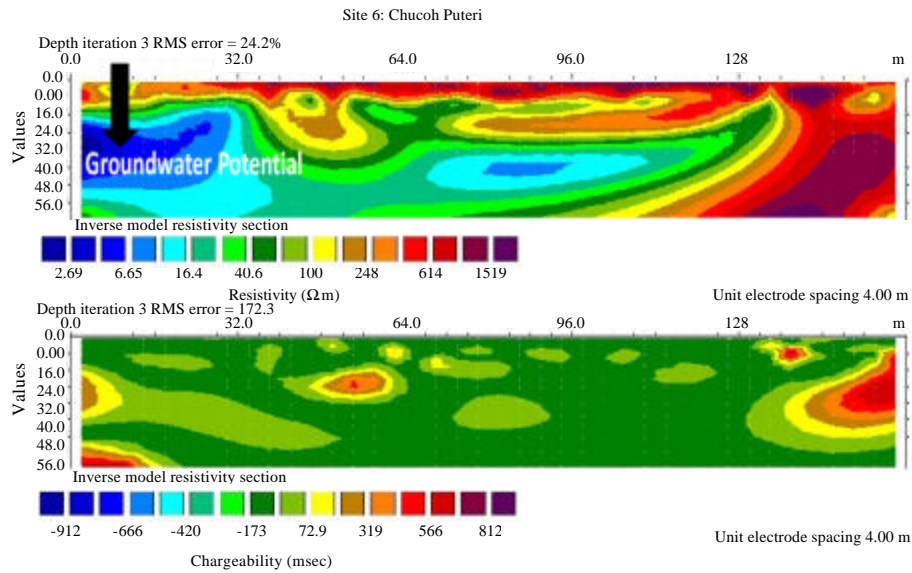 Site 6: Chucoh Puteri
Depth iteration 3 RMS error = 24.2%
0.0 32.0 64.0 96.0 128 m
Values
0.0
0.00
16.0
24.0
32.0
40.0
48.0
56.0
Groundwater Potential
Inverse model resistivity section
2.69 6.65 16.4 40.6 100 248 614 1519
Resistivity (Ωm)
Unit electrode spacing 4.00 m
Depth iteration 3 RMS error = 172.3
0.0 32.0 64.0 96.0 128 m
Values
0.0
0.00
16.0
24.0
32.0
40.0
48.0
56.0
Inverse model resistivity section
-912 -666 -420 -173 72.9 319 566 812
Chargeability (msec)
Unit electrode spacing 4.00 m